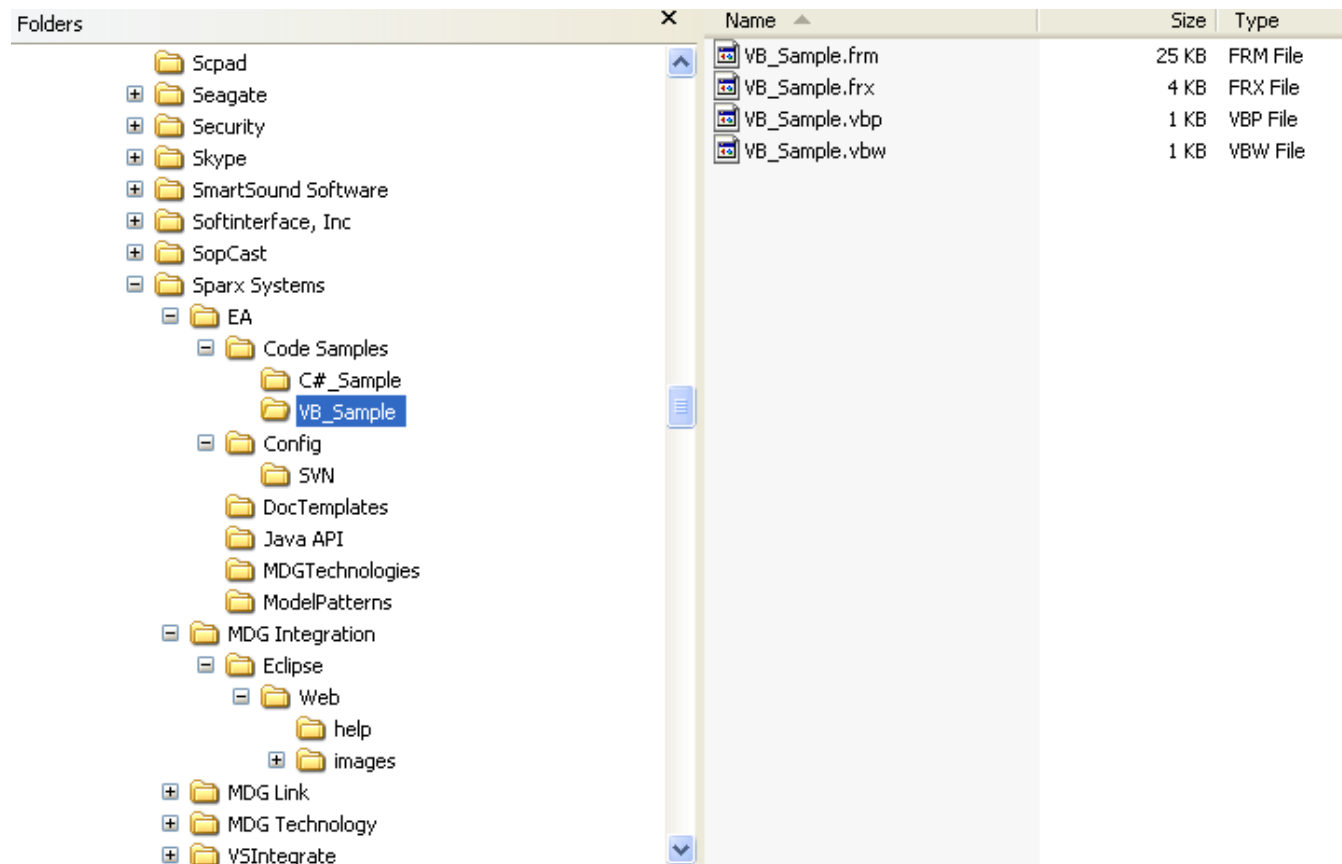 Folders
Scpad
Seagate
Security
Skype
SmartSound Software
Softinterface, Inc
SopCast
Sparx Systems
EA
Code Samples
C#_Sample
VB_Sample
Config
SVN
DocTemplates
Java API
MDGTechnologies
ModelPatterns
MDG Integration
Eclipse
Web
help
images
MDG Link
MDG Technology
VSIntegrate
Name Size Type
VB_Sample.frm 25 KB FRM File
VB_Sample.frx 4 KB FRX File
VB_Sample.vbp 1 KB VBP File
VB_Sample.vbw 1 KB VBW File